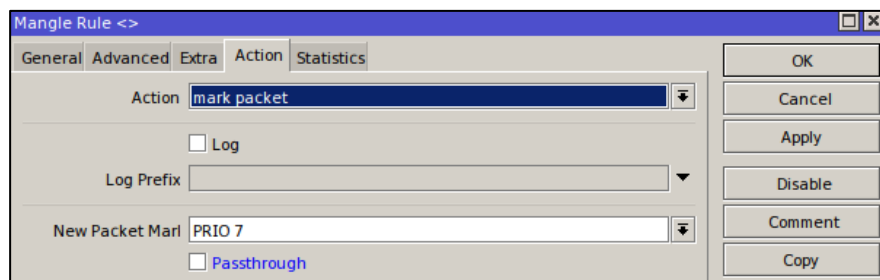 Mangle Rule <>
General Advanced Extra Action Statistics
OK
Action mark packet
Cancel
Log
Apply
Log Prefix
Disable
New Packet Marl PRIO 7
Comment
Passthrough
Copy